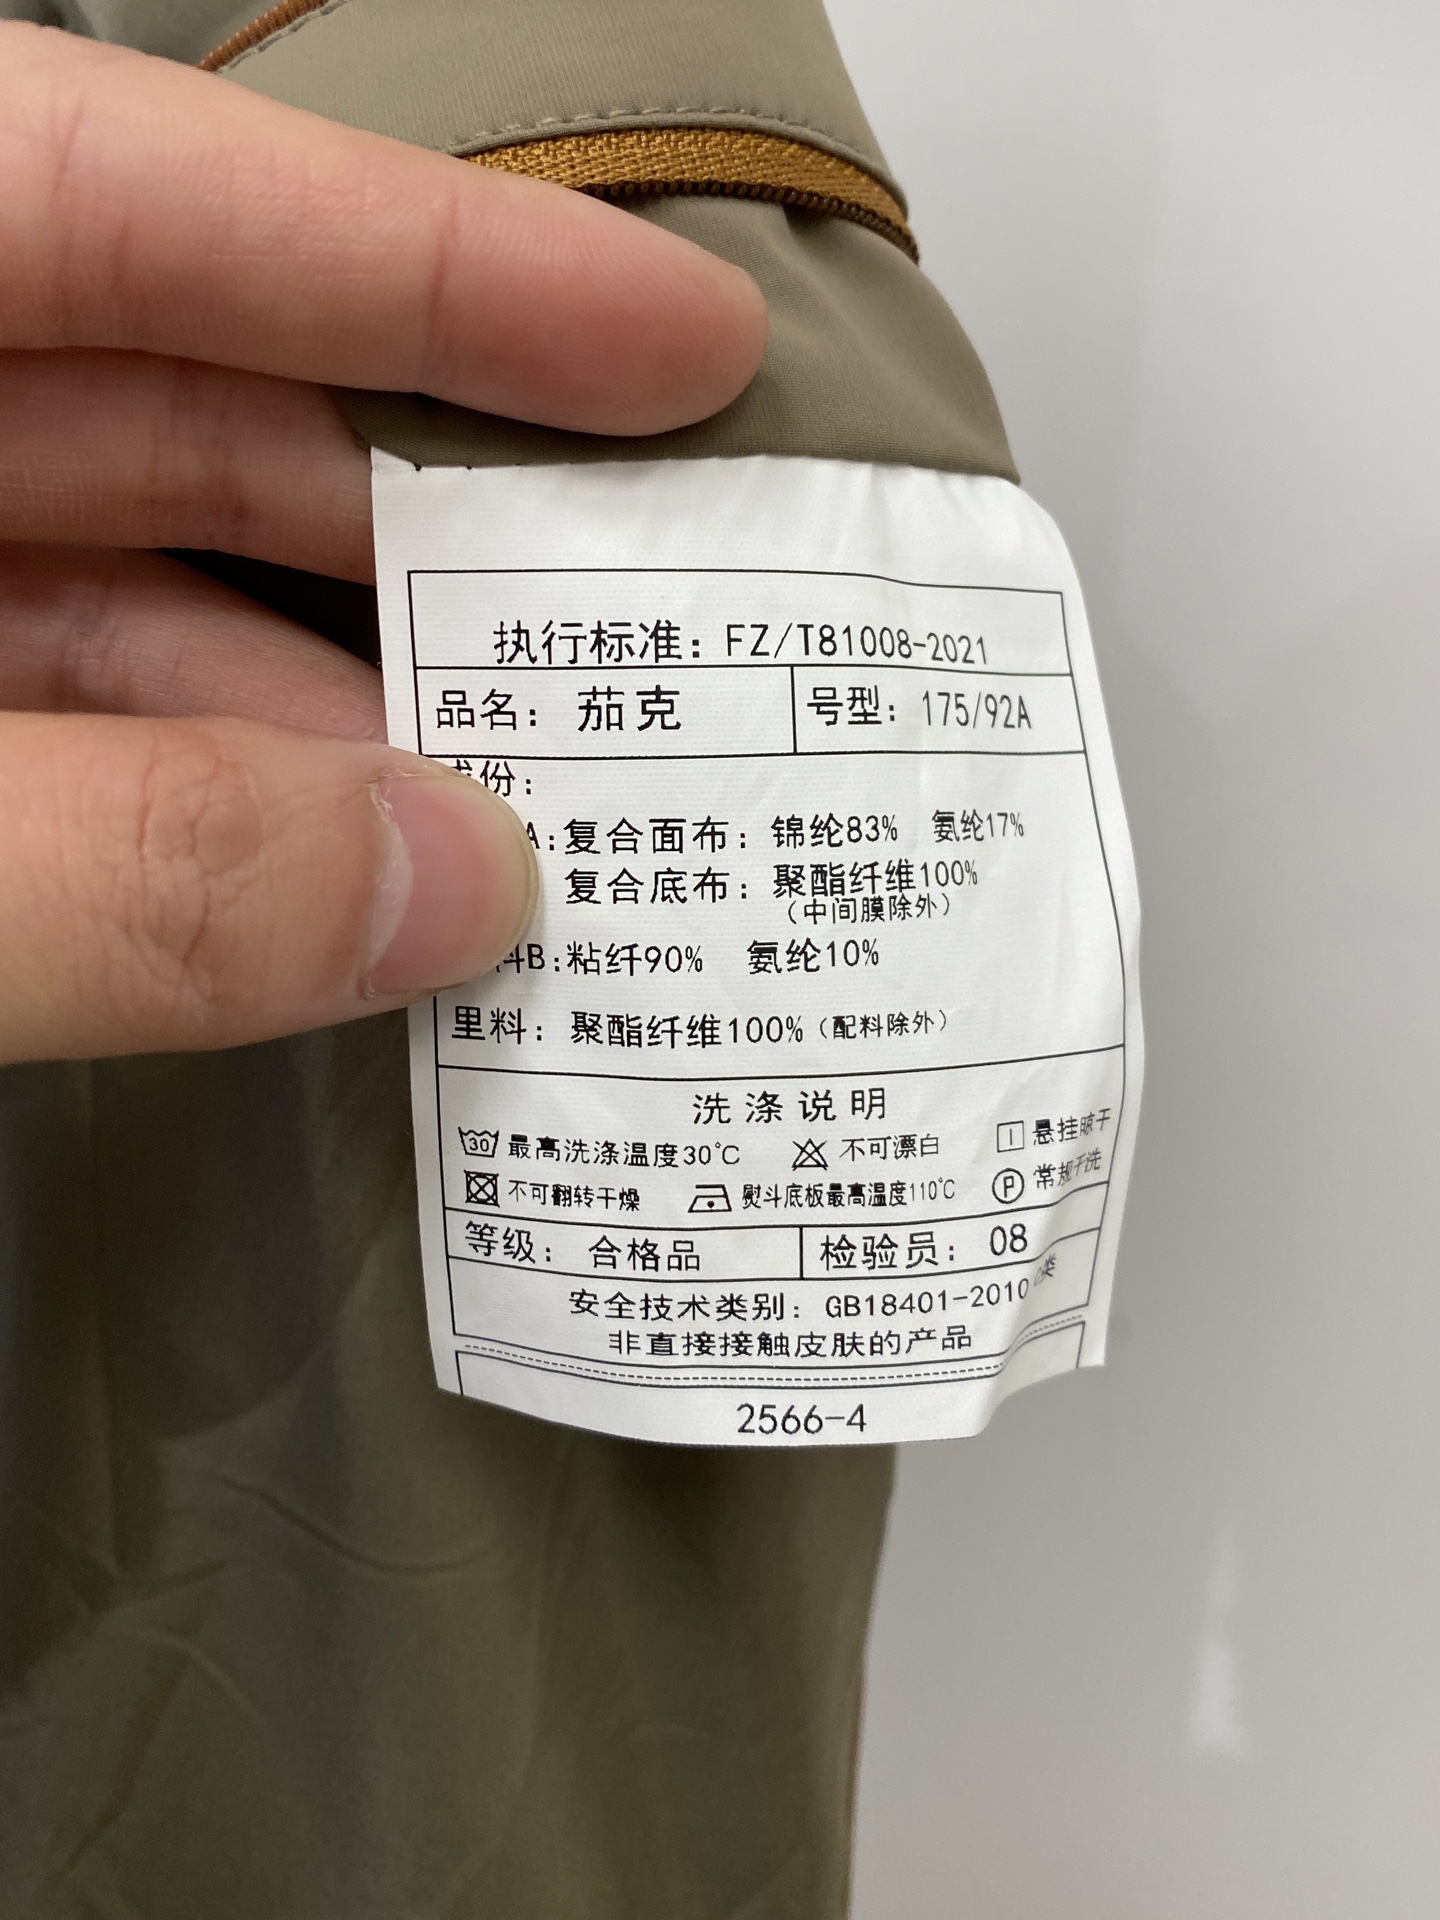 执行标准：FZ/T81008-2021
品名：茄克 号型：175/92A
份：
A:复合面布：锦纶83% 氨纶17%
复合底布：聚酯纤维100%
（中间膜除外）
料B:粘纤90% 氨纶10%
里料：聚酯纤维100%（配料除外）
洗涤说明
30 最高洗涤温度30℃ 不可漂白 悬挂晾干
不可翻转干燥 熨斗底板最高温度110℃ P 常规干洗
等级：合格品 检验员：08
安全技术类别：GB18401-2010 C类
非直接接触皮肤的产品
2566-4